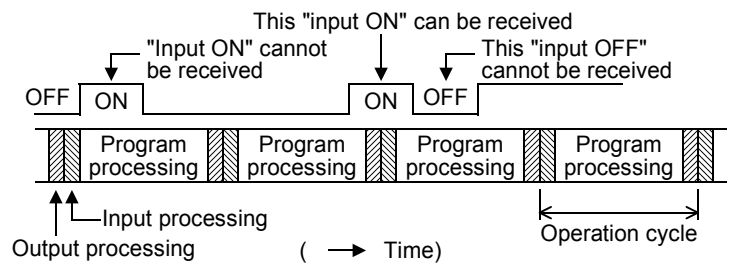 This "input ON" can be received
"Input ON" cannot
be received
This "input OFF"
cannot be received
OFF
ON
ON
OFF
Program
processing
Program
processing
Program
processing
Program
processing
Input processing
Output processing
( → Time)
Operation cycle